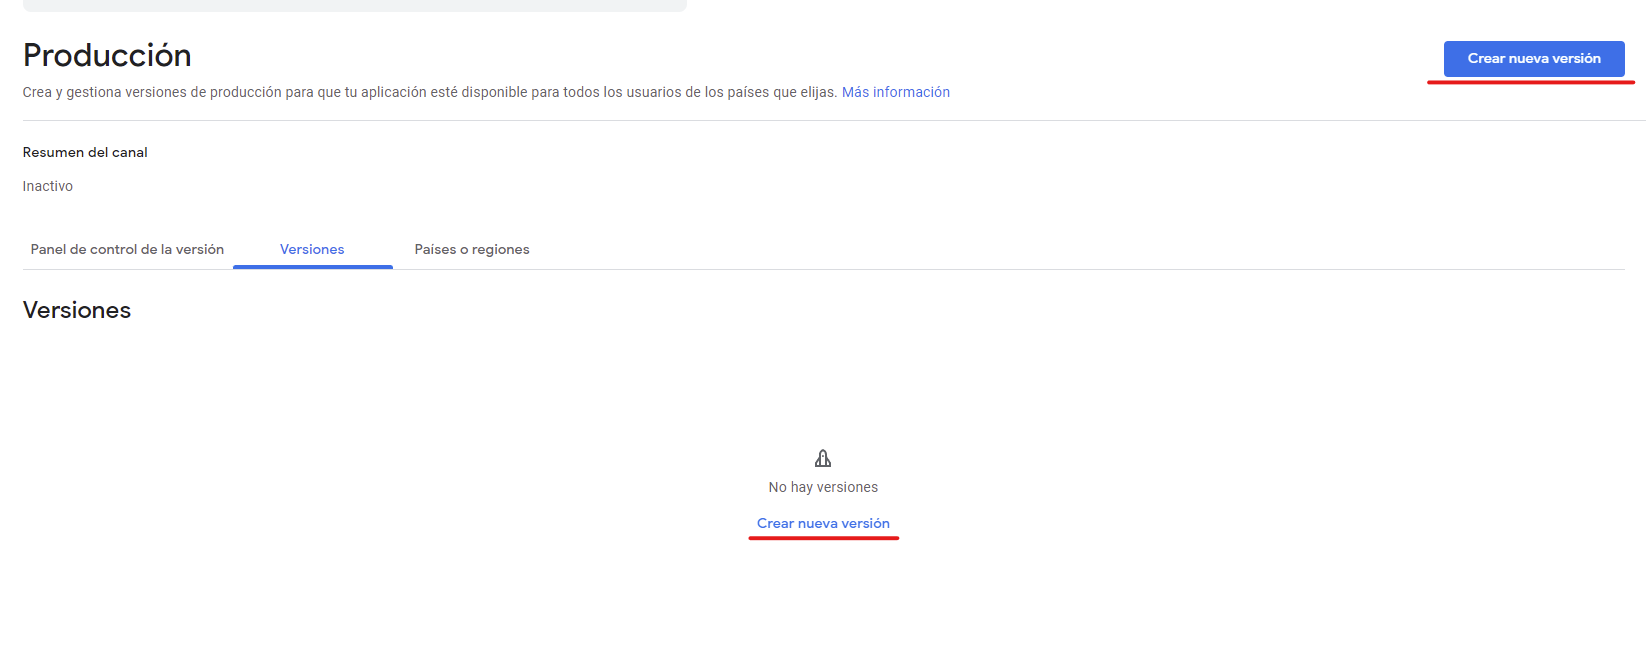 Producción
Crear nueva versión
Crea y gestiona versiones de producción para que tu aplicación esté disponible para todos los usuarios de los países que elijas. Más información
Resumen del canal
Inactivo
Panel de control de la versión
Versiones
Países o regiones
Versiones
No hay versiones
Crear nueva versión